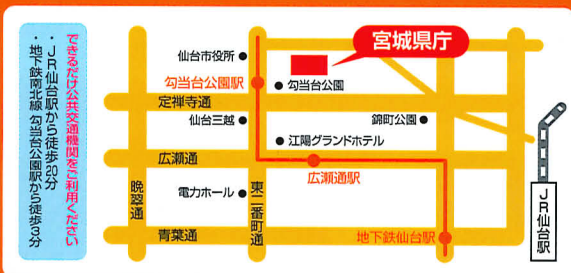 できるだけ公共交通機関をご利用ください
・JR仙台駅から徒歩20分
・地下鉄南北線 勾当台公園駅から徒歩3分
宮城県庁
仙台市役所
勾当台公園駅
勾当台公園
定禅寺通
仙台三越
錦町公園
江陽グランドホテル
広瀬通
広瀬通駅
晩翠通
電力ホール
東二番町通
青葉通
地下鉄仙台駅
JR仙台駅